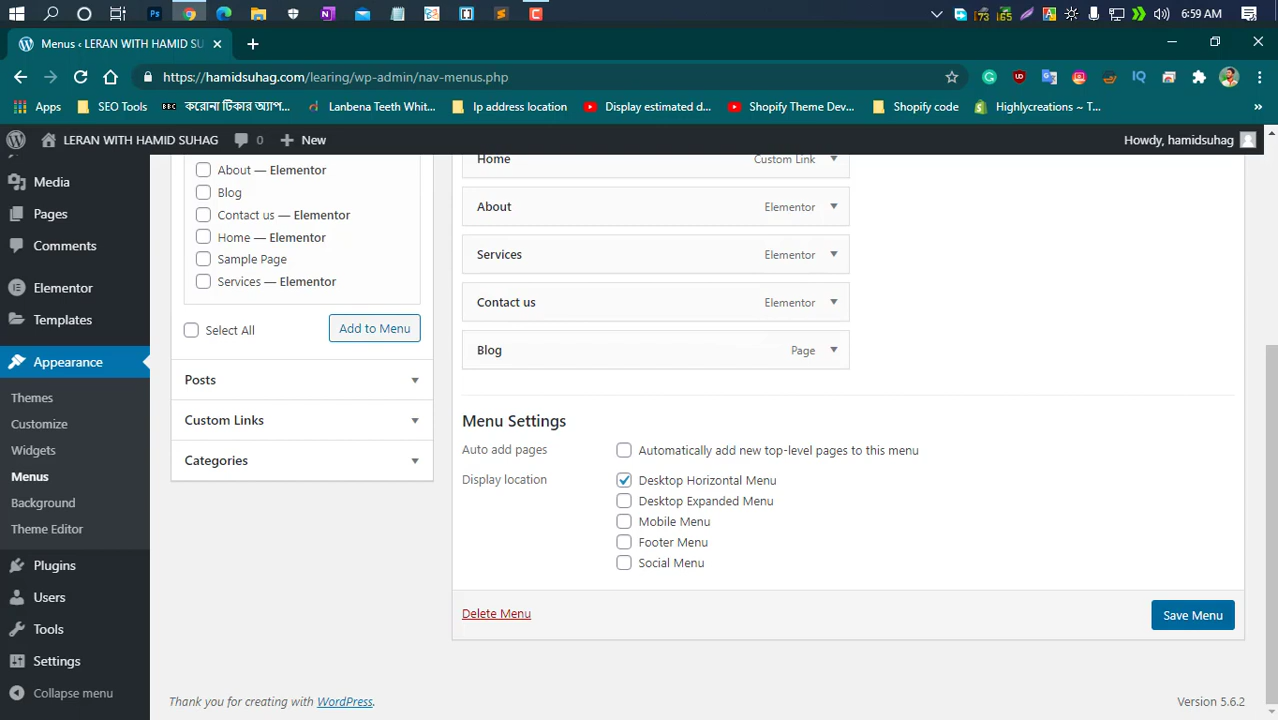 73
65
6:59 AM
Menus ‹ LERAN WITH HAMID SU
https://hamidsuhag.com/learing/wp-admin/nav-menus.php
Apps
SEO Tools
BBC করোনা টিকার অ্যাপ...
Lanbena Teeth Whit...
Ip address location
Display estimated d...
Shopify Theme Dev...
Shopify code
Highlycreations ~ T...
»
LERAN WITH HAMID SUHAG
0
New
Howdy, hamidsuhag
Media
Pages
Comments
Elementor
Templates
Appearance
Themes
Customize
Widgets
Menus
Background
Theme Editor
Plugins
Users
Tools
Settings
Collapse menu
About — Elementor
Blog
Contact us — Elementor
Home — Elementor
Sample Page
Services — Elementor
Select All
Add to Menu
Posts
Custom Links
Categories
Home Custom Link
About Elementor
Services Elementor
Contact us Elementor
Blog Page
Menu Settings
Auto add pages
Automatically add new top-level pages to this menu
Display location
Desktop Horizontal Menu
Desktop Expanded Menu
Mobile Menu
Footer Menu
Social Menu
Delete Menu
Save Menu
Thank you for creating with WordPress.
Version 5.6.2